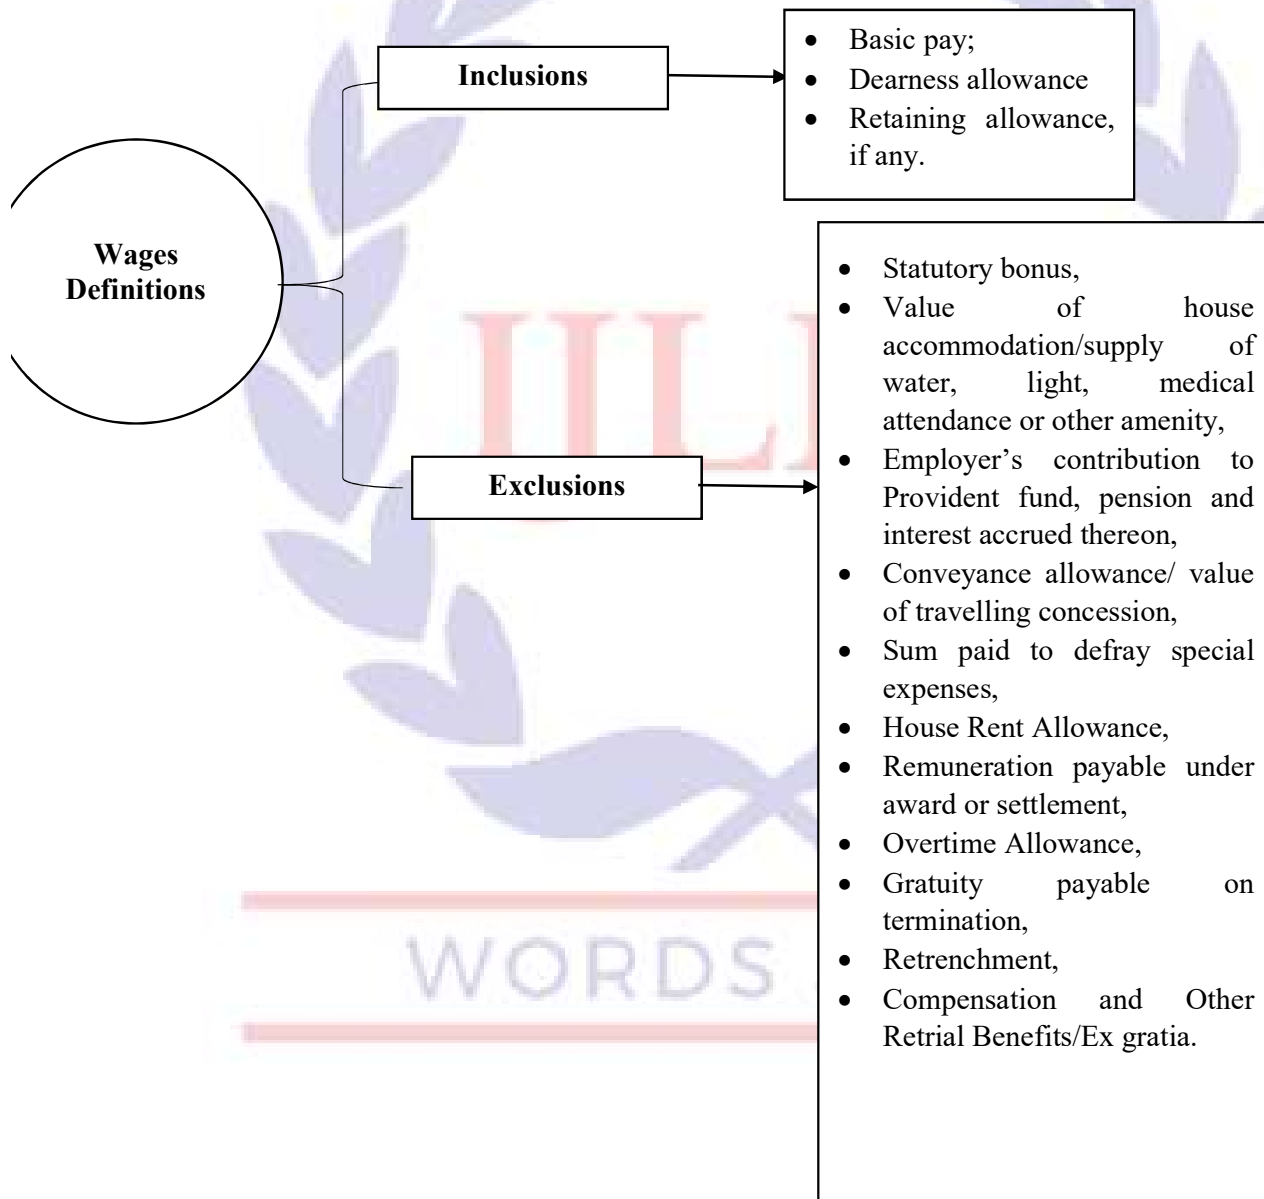 Inclusions
• Basic pay;
• Dearness allowance
• Retaining allowance,
if any.
Wages
Definitions
Exclusions
• Statutory bonus,
• Value of house
accommodation/supply of
water, light, medical
attendance or other amenity,
• Employer’s contribution to
Provident fund, pension and
interest accrued thereon,
• Conveyance allowance/ value
of travelling concession,
• Sum paid to defray special
expenses,
• House Rent Allowance,
• Remuneration payable under
award or settlement,
• Overtime Allowance,
• Gratuity payable on
termination,
• Retrenchment,
• Compensation and Other
Retrial Benefits/Ex gratia.
WORDS